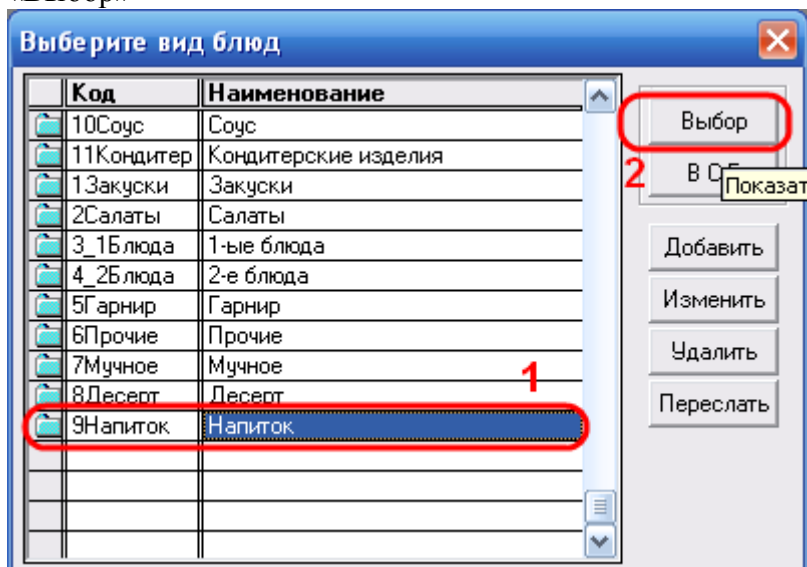 «Выбор»
Выберите вид блюд
Код Наименование
10Соус Соус
11Кондитер Кондитерские изделия
1Закуски Закуски
2Салаты Салаты
3_1Блюда 1-ые блюда
4_2Блюда 2-е блюда
5Гарнир Гарнир
6Прочие Прочие
7Мучное Мучное
8Десерт Десерт
9Напиток Напиток
1
Выбор
2
В О
Показат
Добавить
Изменить
Удалить
Переслать